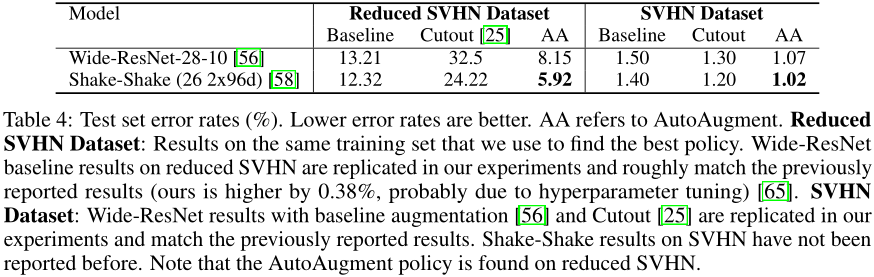 Model Reduced SVHN Dataset SVHN Dataset
Baseline Cutout [25] AA Baseline Cutout AA
Wide-ResNet-28-10 [56] 13.21 32.5 8.15 1.50 1.30 1.07
Shake-Shake (26 2x96d) [58] 12.32 24.22 5.92 1.40 1.20 1.02
Table 4: Test set error rates (%). Lower error rates are better. AA refers to AutoAugment. Reduced
SVHN Dataset: Results on the same training set that we use to find the best policy. Wide-ResNet
baseline results on reduced SVHN are replicated in our experiments and roughly match the previously
reported results (ours is higher by 0.38%, probably due to hyperparameter tuning) [65]. SVHN
Dataset: Wide-ResNet results with baseline augmentation [56] and Cutout [25] are replicated in our
experiments and match the previously reported results. Shake-Shake results on SVHN have not been
reported before. Note that the AutoAugment policy is found on reduced SVHN.